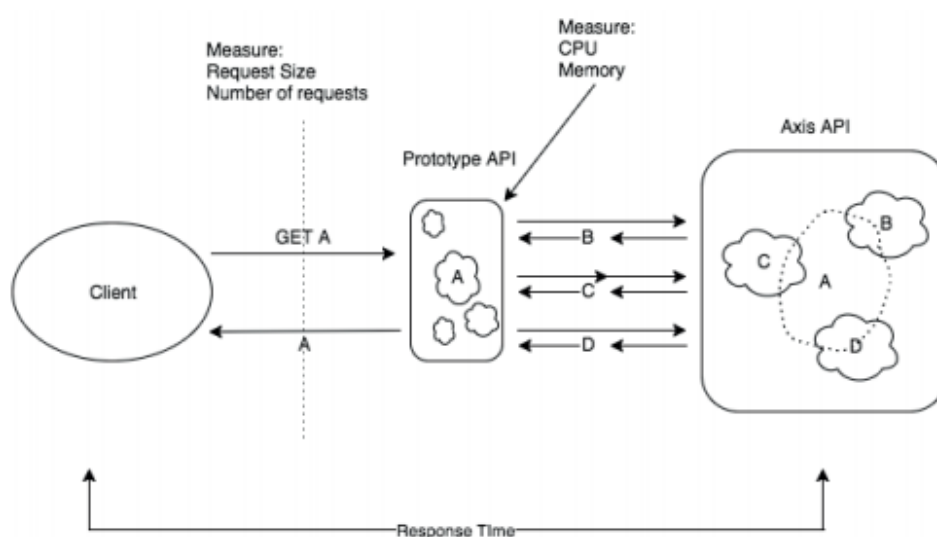 Measure:
Request Size
Number of requests
Measure:
CPU
Memory
Axis API
Prototype API
Client
GET A
A
A
B
C
D
B
C
A
D
Response TIme